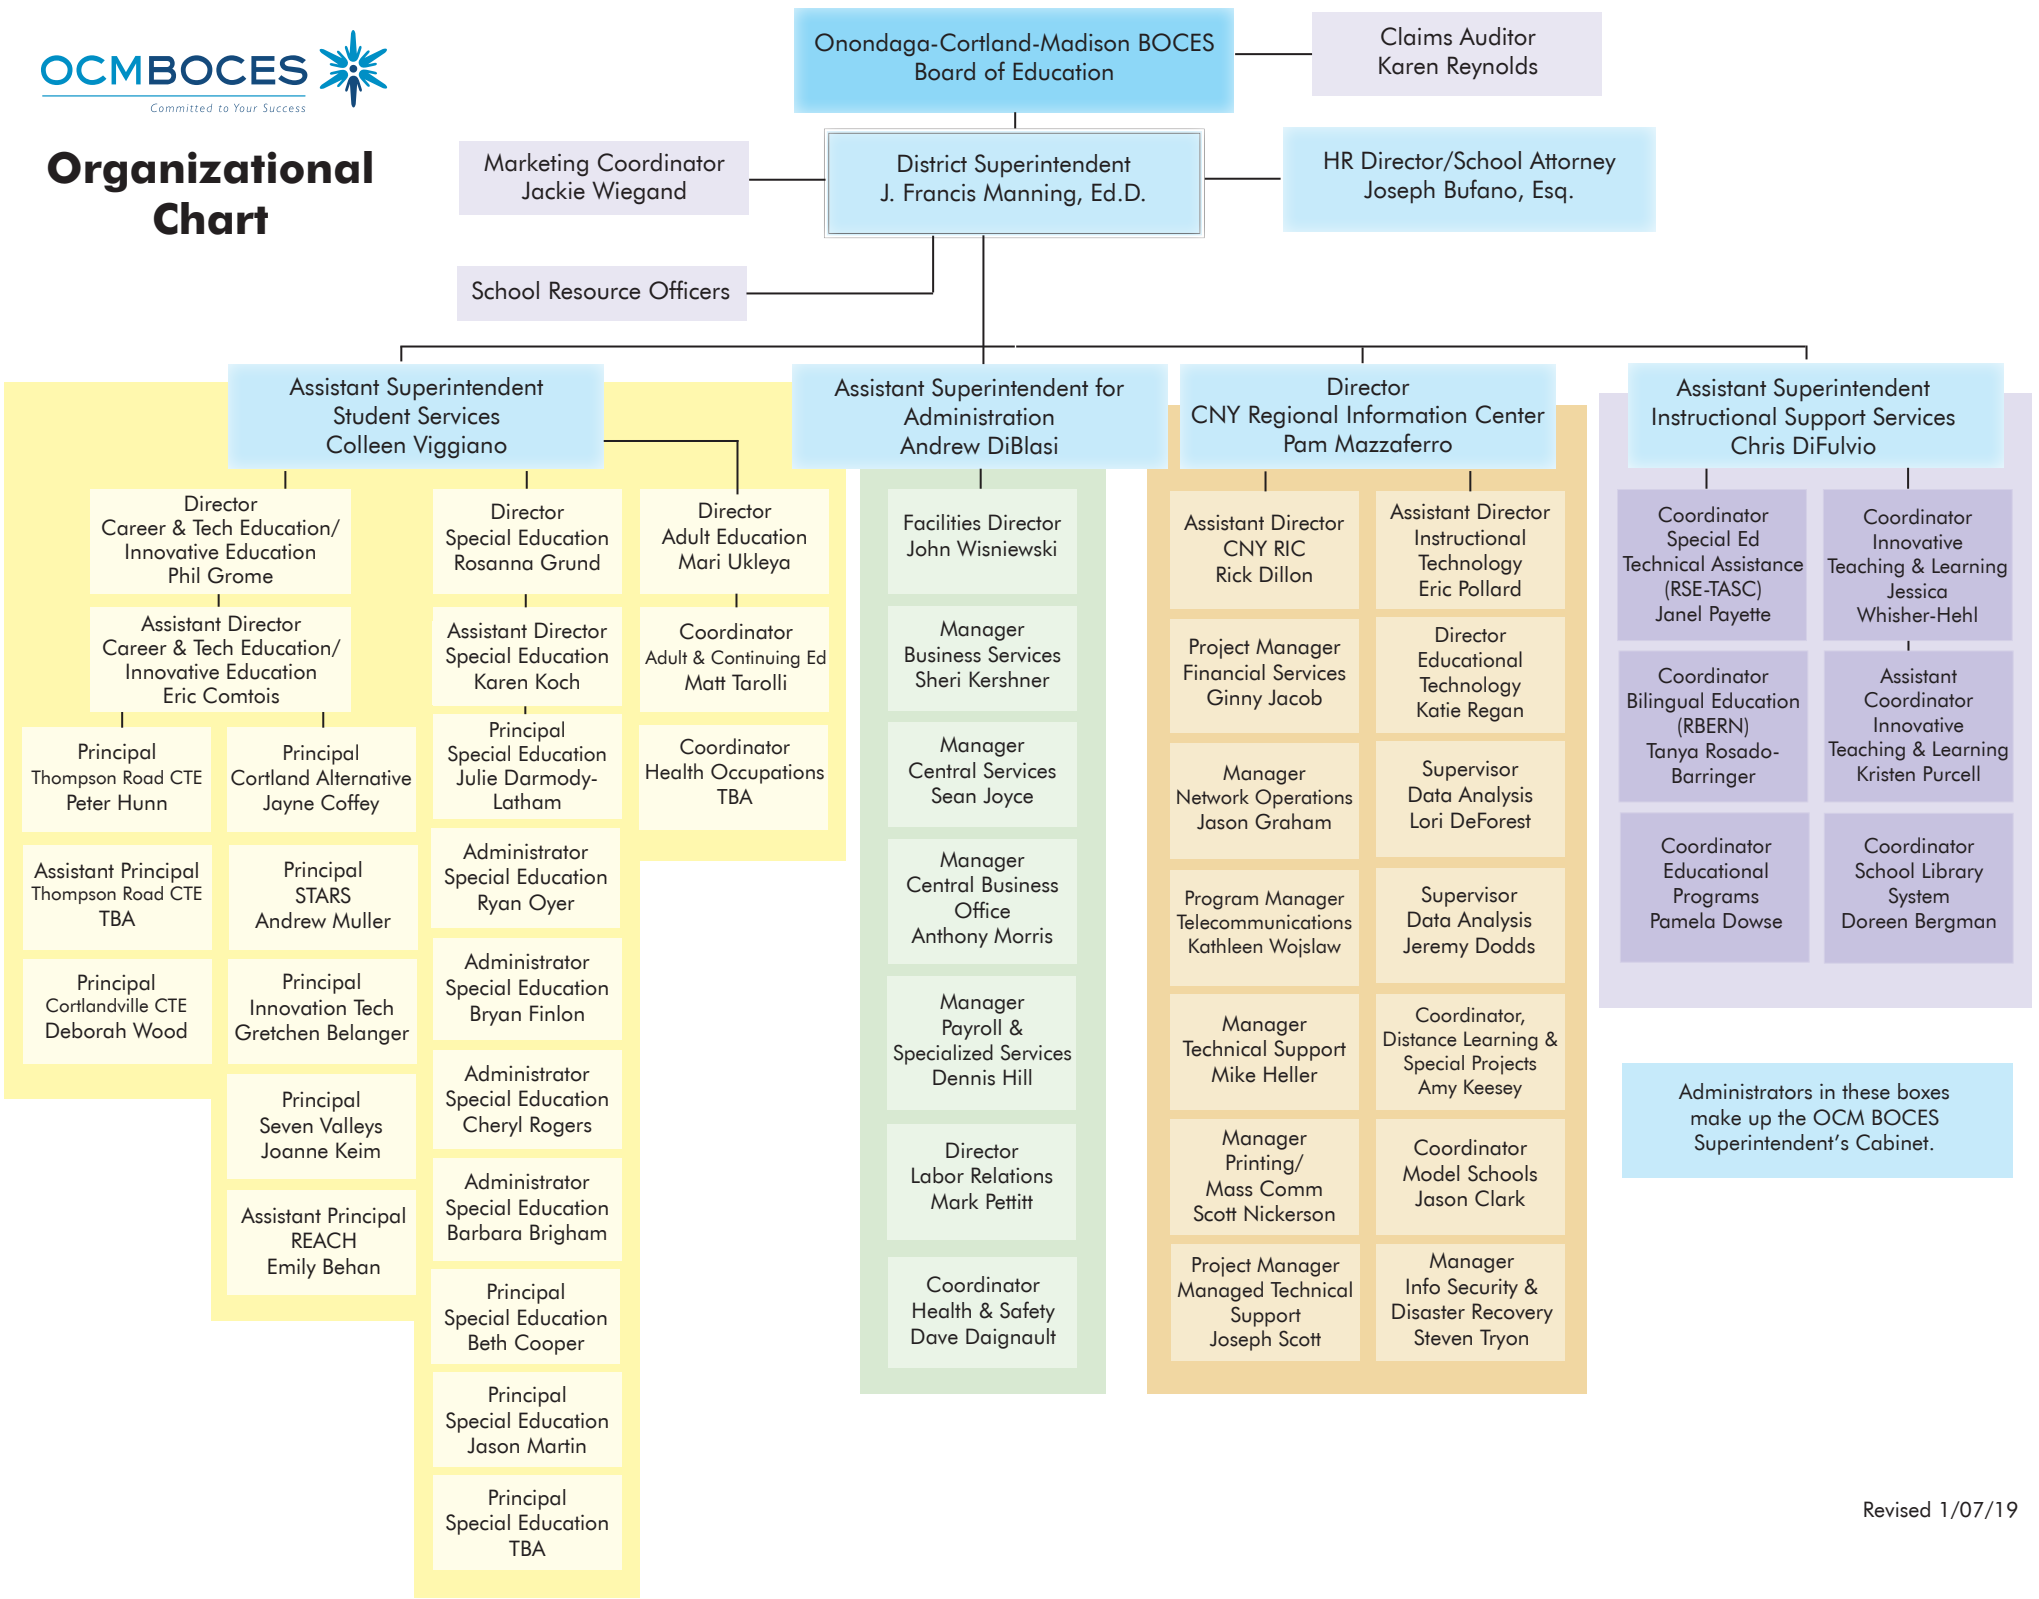 OCMBOCES
Committed to Your Success
Organizational
Chart
Onondaga-Cortland-Madison BOCES
Board of Education
Claims Auditor
Karen Reynolds
Marketing Coordinator
Jackie Wiegand
District Superintendent
J. Francis Manning, Ed.D.
HR Director/School Attorney
Joseph Bufano, Esq.
School Resource Officers
Assistant Superintendent
Student Services
Colleen Viggiano
Director
Career & Tech Education/
Innovative Education
Phil Grome
Assistant Director
Career & Tech Education/
Innovative Education
Eric Comtois
Principal
Thompson Road CTE
Peter Hunn
Assistant Principal
Thompson Road CTE
TBA
Principal
Cortlandville CTE
Deborah Wood
Principal
Cortland Alternative
Jayne Coffey
Principal
STARS
Andrew Muller
Principal
Innovation Tech
Gretchen Belanger
Principal
Seven Valleys
Joanne Keim
Assistant Principal
REACH
Emily Behan
Director
Special Education
Rosanna Grund
Assistant Director
Special Education
Karen Koch
Principal
Special Education
Julie Darmody-
Latham
Administrator
Special Education
Ryan Oyer
Administrator
Special Education
Bryan Finlon
Administrator
Special Education
Cheryl Rogers
Administrator
Special Education
Barbara Brigham
Principal
Special Education
Beth Cooper
Principal
Special Education
Jason Martin
Principal
Special Education
TBA
Director
Adult Education
Mari Ukleya
Coordinator
Adult & Continuing Ed
Matt Tarolli
Coordinator
Health Occupations
TBA
Assistant Superintendent for
Administration
Andrew DiBlasi
Facilities Director
John Wisniewski
Manager
Business Services
Sheri Kershner
Manager
Central Services
Sean Joyce
Manager
Central Business
Office
Anthony Morris
Manager
Payroll &
Specialized Services
Dennis Hill
Director
Labor Relations
Mark Pettitt
Coordinator
Health & Safety
Dave Daignault
Director
CNY Regional Information Center
Pam Mazzaferro
Assistant Director
CNY RIC
Rick Dillon
Project Manager
Financial Services
Ginny Jacob
Manager
Network Operations
Jason Graham
Program Manager
Telecommunications
Kathleen Wojslaw
Manager
Technical Support
Mike Heller
Manager
Printing/
Mass Comm
Scott Nickerson
Project Manager
Managed Technical
Support
Joseph Scott
Assistant Director
Instructional
Technology
Eric Pollard
Director
Educational
Technology
Katie Regan
Supervisor
Data Analysis
Lori DeForest
Supervisor
Data Analysis
Jeremy Dodds
Coordinator,
Distance Learning &
Special Projects
Amy Keesey
Coordinator
Model Schools
Jason Clark
Manager
Info Security &
Disaster Recovery
Steven Tryon
Assistant Superintendent
Instructional Support Services
Chris DiFulvio
Coordinator
Special Ed
Technical Assistance
(RSE-TASC)
Janel Payette
Coordinator
Bilingual Education
(RBERN)
Tanya Rosado-
Barringer
Coordinator
Educational
Programs
Pamela Dowse
Coordinator
Innovative
Teaching & Learning
Jessica
Whisher-Hehl
Assistant
Coordinator
Innovative
Teaching & Learning
Kristen Purcell
Coordinator
School Library
System
Doreen Bergman
Administrators in these boxes
make up the OCM BOCES
Superintendent's Cabinet.
Revised 1/07/19